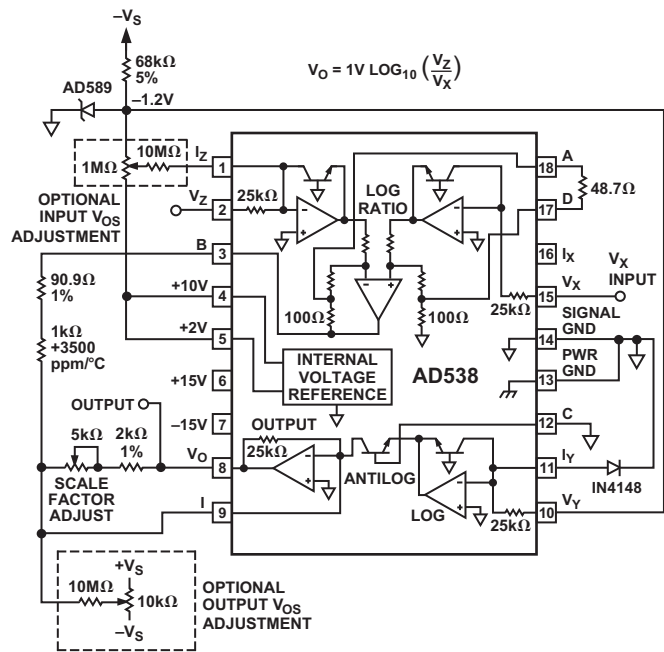 –VS
68kΩ
5%
VO = 1V LOG10 (VZ/VX)
AD589
–1.2V
1MΩ
10MΩ
IZ
1
OPTIONAL
INPUT VOS
ADJUSTMENT
VZ
2
25kΩ
LOG
RATIO
18
A
17
D
48.7Ω
B
3
16
IX
90.9Ω
1%
100Ω
100Ω
25kΩ
15
VX
VX
INPUT
+10V
4
1kΩ
+3500
ppm/°C
+2V
5
INTERNAL
VOLTAGE
REFERENCE
AD538
14
SIGNAL
GND
13
PWR
GND
+15V
6
OUTPUT
–15V
7
12
C
5kΩ
2kΩ
1%
VO
8
OUTPUT
25kΩ
ANTILOG
LOG
11
IY
IN4148
SCALE
FACTOR
ADJUST
I
9
25kΩ
10
VY
+VS
10MΩ
10kΩ
–VS
OPTIONAL
OUTPUT VOS
ADJUSTMENT